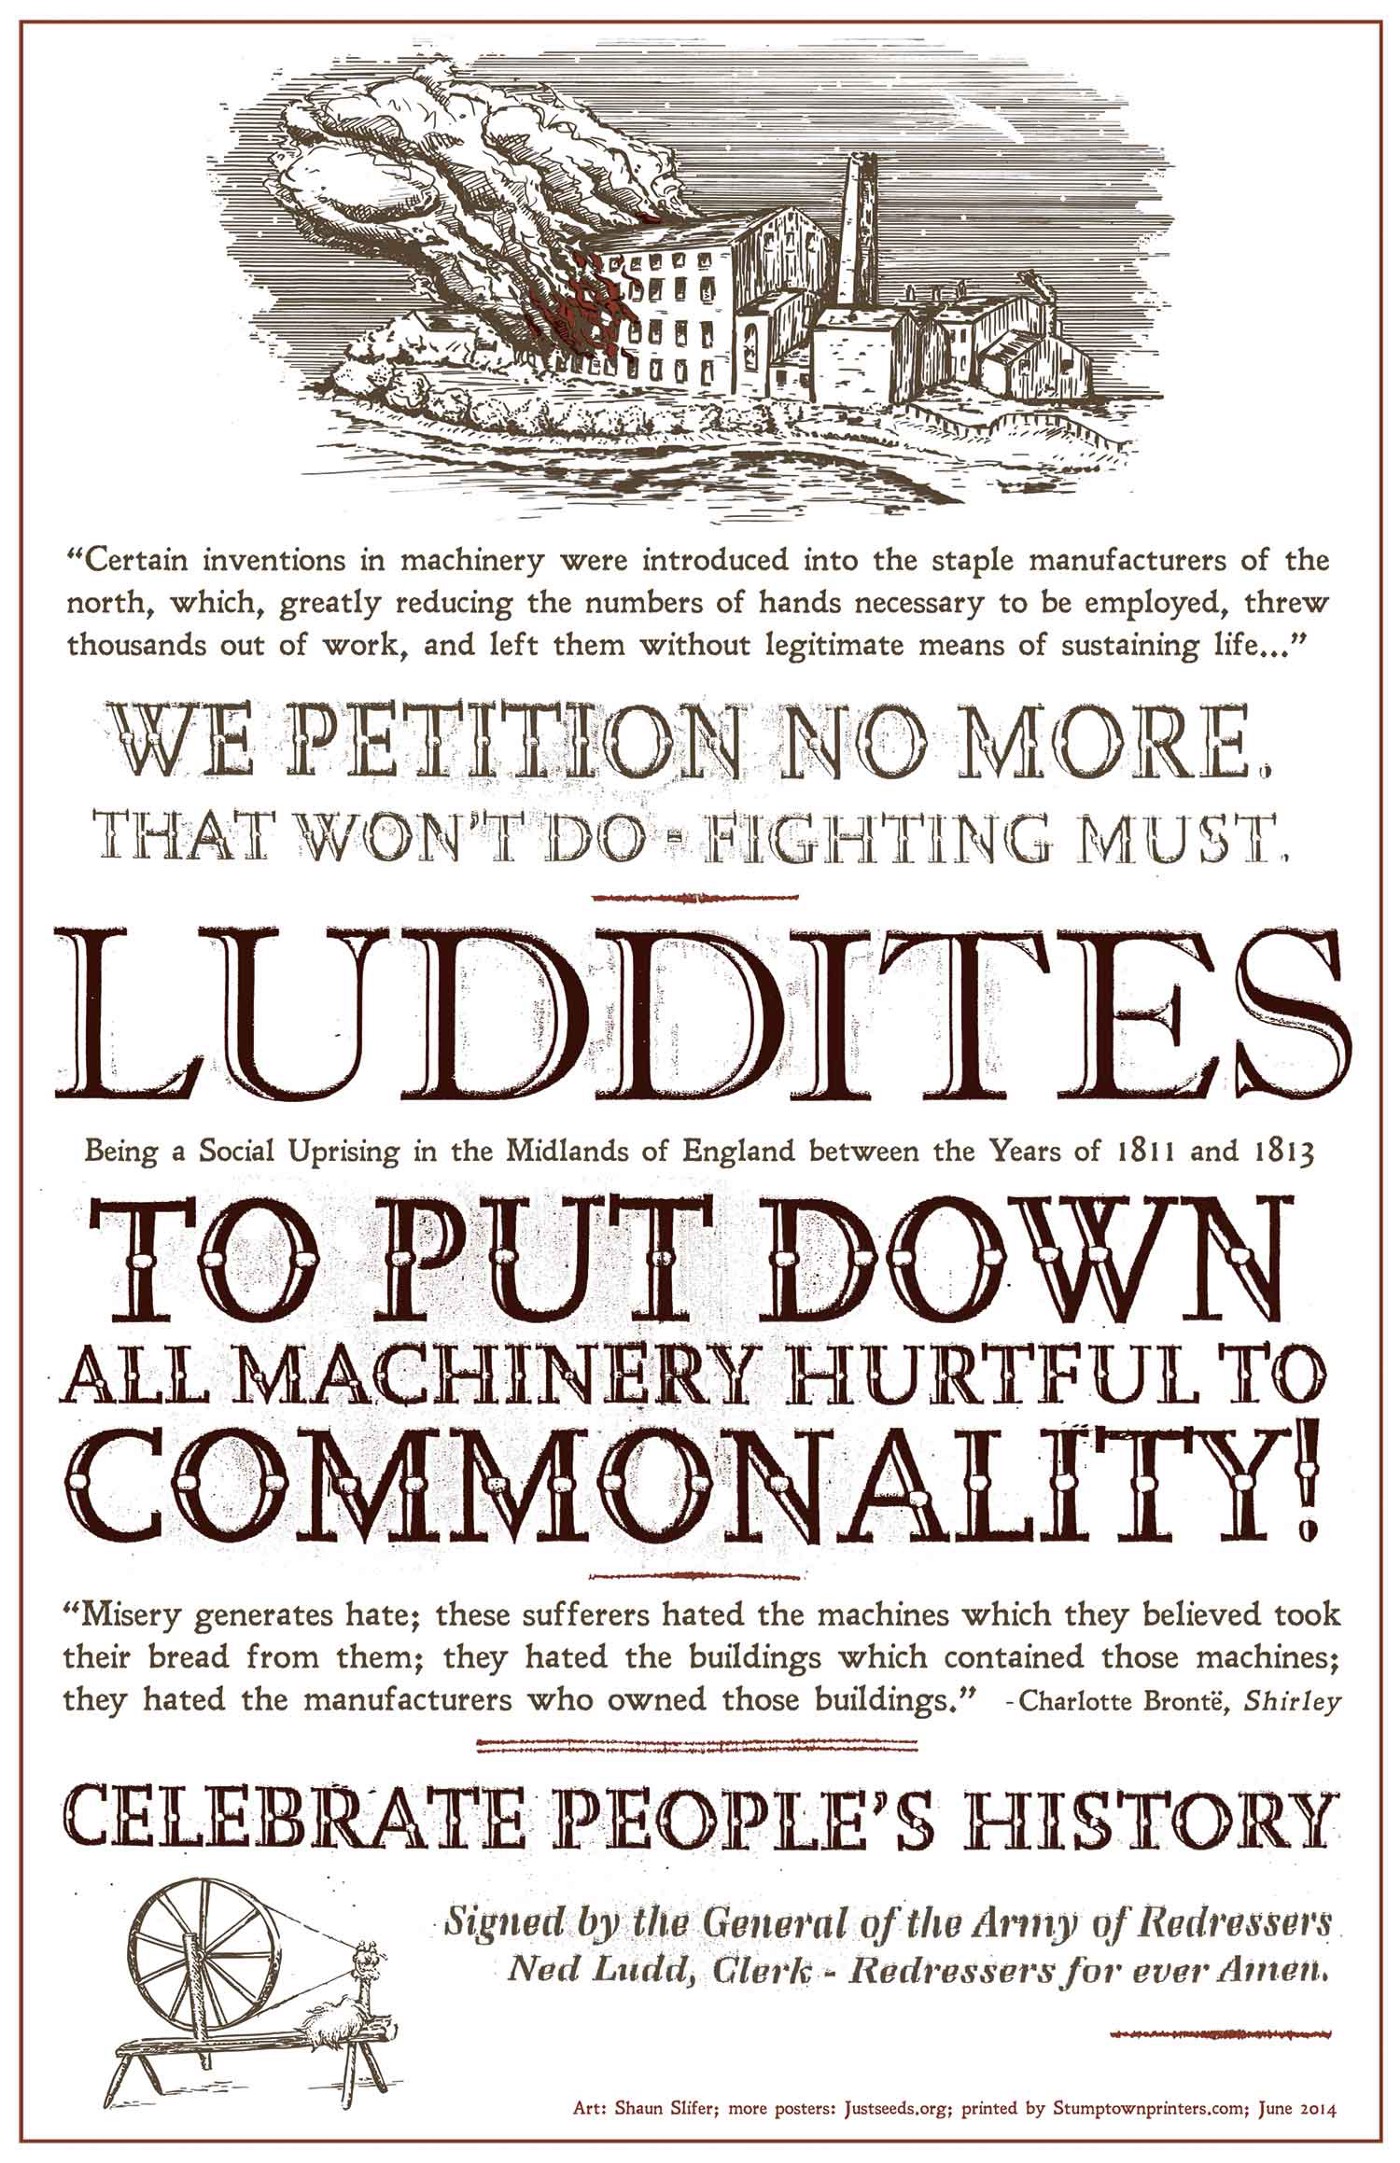 “Certain inventions in machinery were introduced into the staple manufacturers of the
north, which, greatly reducing the numbers of hands necessary to be employed, threw
thousands out of work, and left them without legitimate means of sustaining life...”
WE PETITION NO MORE.
THAT WON’T DO - FIGHTING MUST.
LUDDITES
Being a Social Uprising in the Midlands of England between the Years of 1811 and 1813
TO PUT DOWN
ALL MACHINERY HURTFUL TO
COMMONALITY!
“Misery generates hate; these sufferers hated the machines which they believed took
their bread from them; they hated the buildings which contained those machines;
they hated the manufacturers who owned those buildings.” -Charlotte Brontë, Shirley
CELEBRATE PEOPLE’S HISTORY
Signed by the General of the Army of Redressers
Ned Ludd, Clerk - Redressers for ever Amen.
Art: Shaun Slifer; more posters: Justseeds.org; printed by Stumptownprinters.com; June 2014